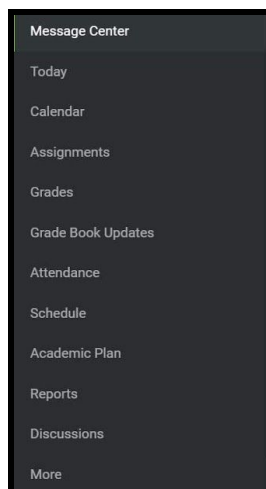 Message Center
Today
Calendar
Assignments
Grades
Grade Book Updates
Attendance
Schedule
Academic Plan
Reports
Discussions
More